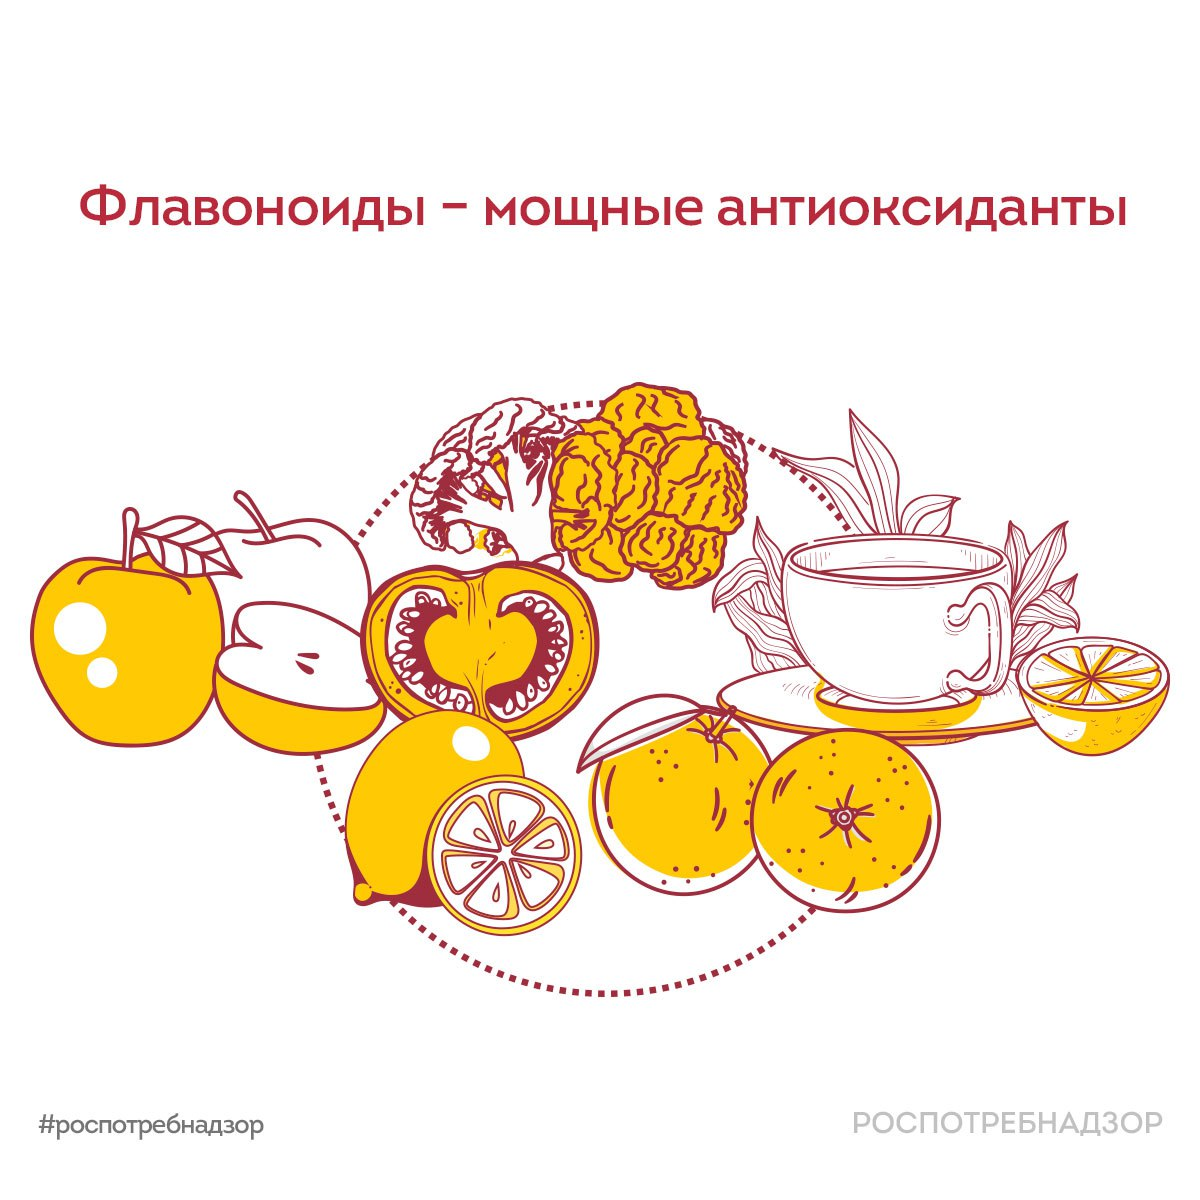 Флавоноиды – мощные антиоксиданты
#роспотребнадзор
РОСПОТРЕБНАДЗОР